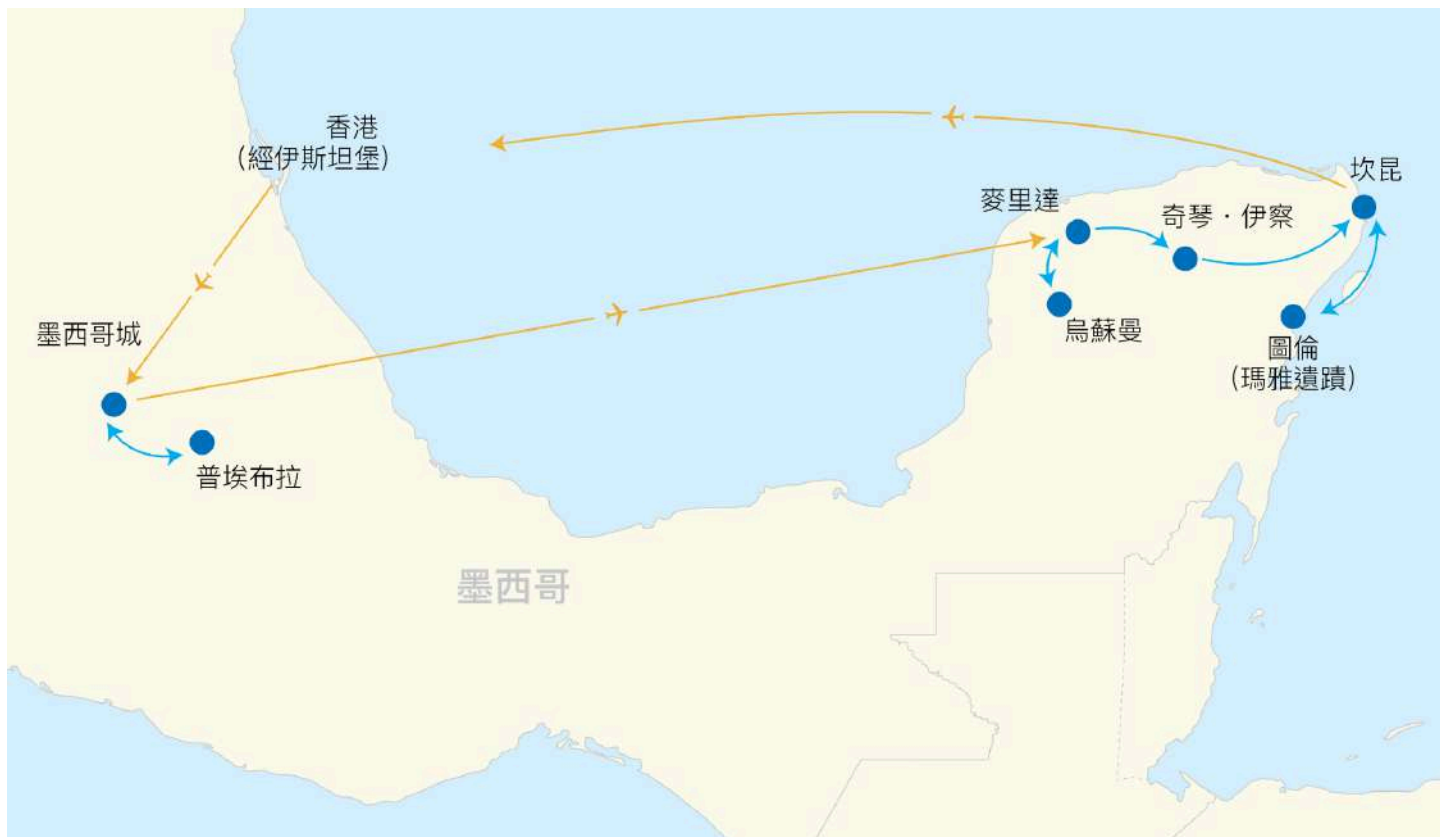 香港
(經伊斯坦堡)
坎昆
麥里達
奇琴·伊察
墨西哥城
烏蘇曼
圖倫
(瑪雅遺蹟)
普埃布拉
墨西哥